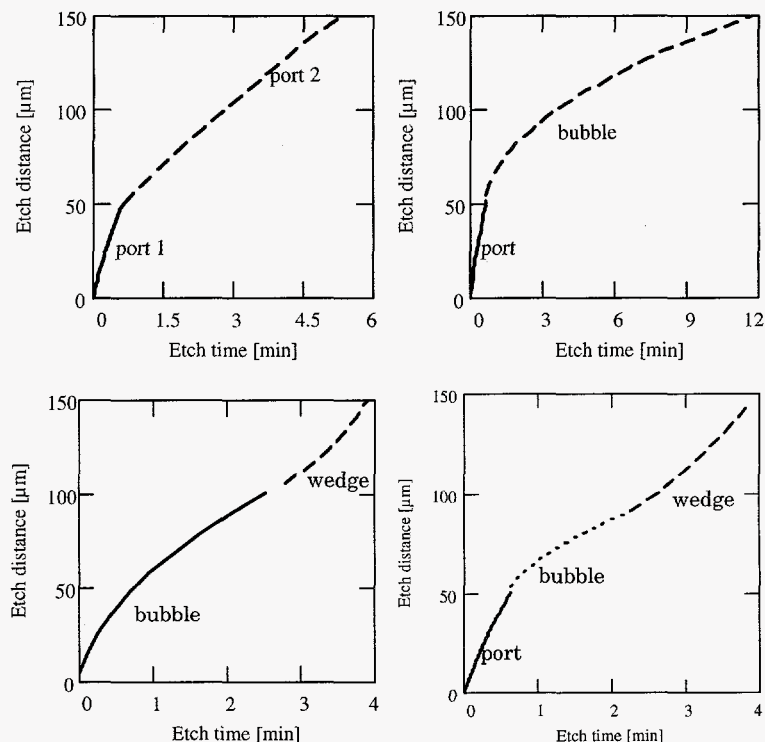 150
100
50
0
Etch distance [µm]
port 2
port 1
0 1.5 3 4.5 6
Etch time [min]
150
100
50
0
Etch distance [µm]
bubble
port
0 3 6 9 12
Etch time [min]
150
100
50
0
Etch distance [µm]
wedge
bubble
0 1 2 3 4
Etch time [min]
150
100
50
0
Etch distance [µm]
wedge
bubble
port
0 1 2 3 4
Etch time [min]